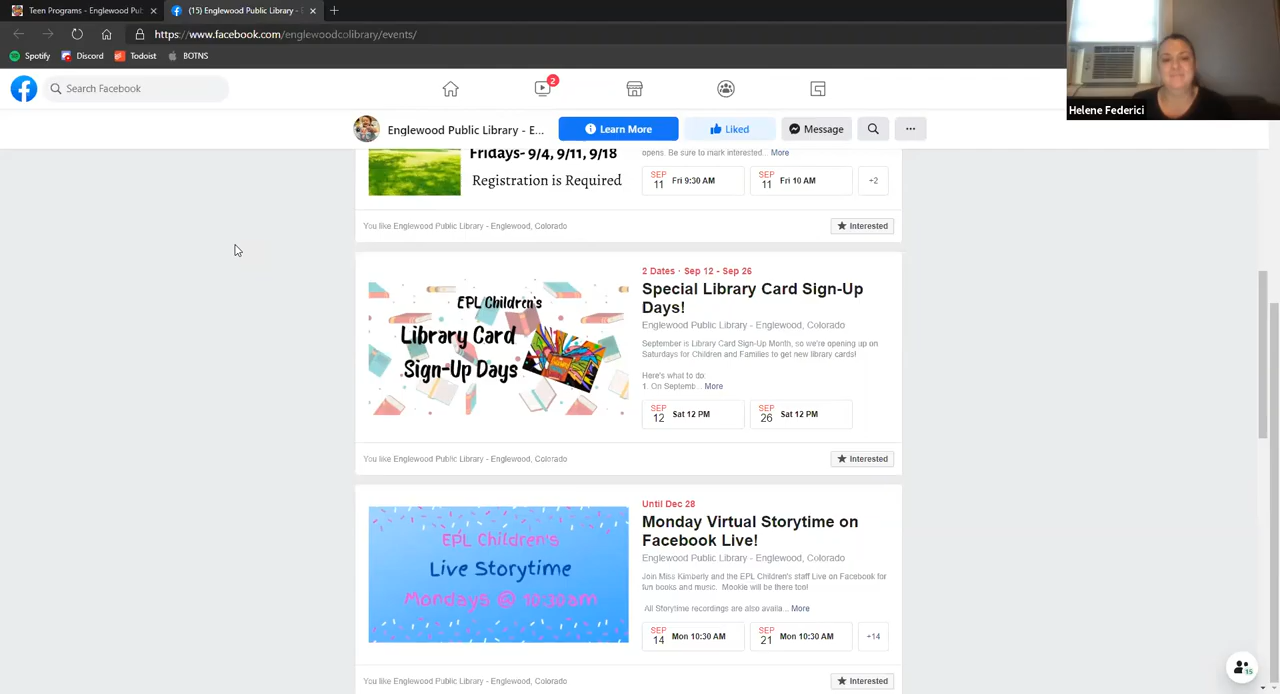 Teen Programs - Englewood Pub
(15) Englewood Public Library - E
https://www.facebook.com/englewoodcolibrary/events/
Spotify
Discord
Todoist
BOTNS
Search Facebook
2
Helene Federici
Englewood Public Library - E...
Learn More
Liked
Message
Fridays- 9/4, 9/11, 9/18
Registration is Required
opens. Be sure to mark interested... More
SEP
11
Fri 9:30 AM
SEP
11
Fri 10 AM
+2
You like Englewood Public Library - Englewood, Colorado
Interested
EPL Children's
Library Card
Sign-Up Days
2 Dates · Sep 12 - Sep 26
Special Library Card Sign-Up
Days!
Englewood Public Library - Englewood, Colorado
September is Library Card Sign-Up Month, so we're opening up on
Saturdays for Children and Families to get new library cards!
Here's what to do:
1. On Septemb... More
SEP
12
Sat 12 PM
SEP
26
Sat 12 PM
You like Englewood Public Library - Englewood, Colorado
Interested
EPL Children's
Live Storytime
Mondays @ 10:30am
Until Dec 28
Monday Virtual Storytime on
Facebook Live!
Englewood Public Library - Englewood, Colorado
Join Miss Kimberly and the EPL Children's staff Live on Facebook for
fun books and music. Mookie will be there too!
All Storytime recordings are also availa... More
SEP
14
Mon 10:30 AM
SEP
21
Mon 10:30 AM
+14
You like Englewood Public Library - Englewood, Colorado
Interested
15